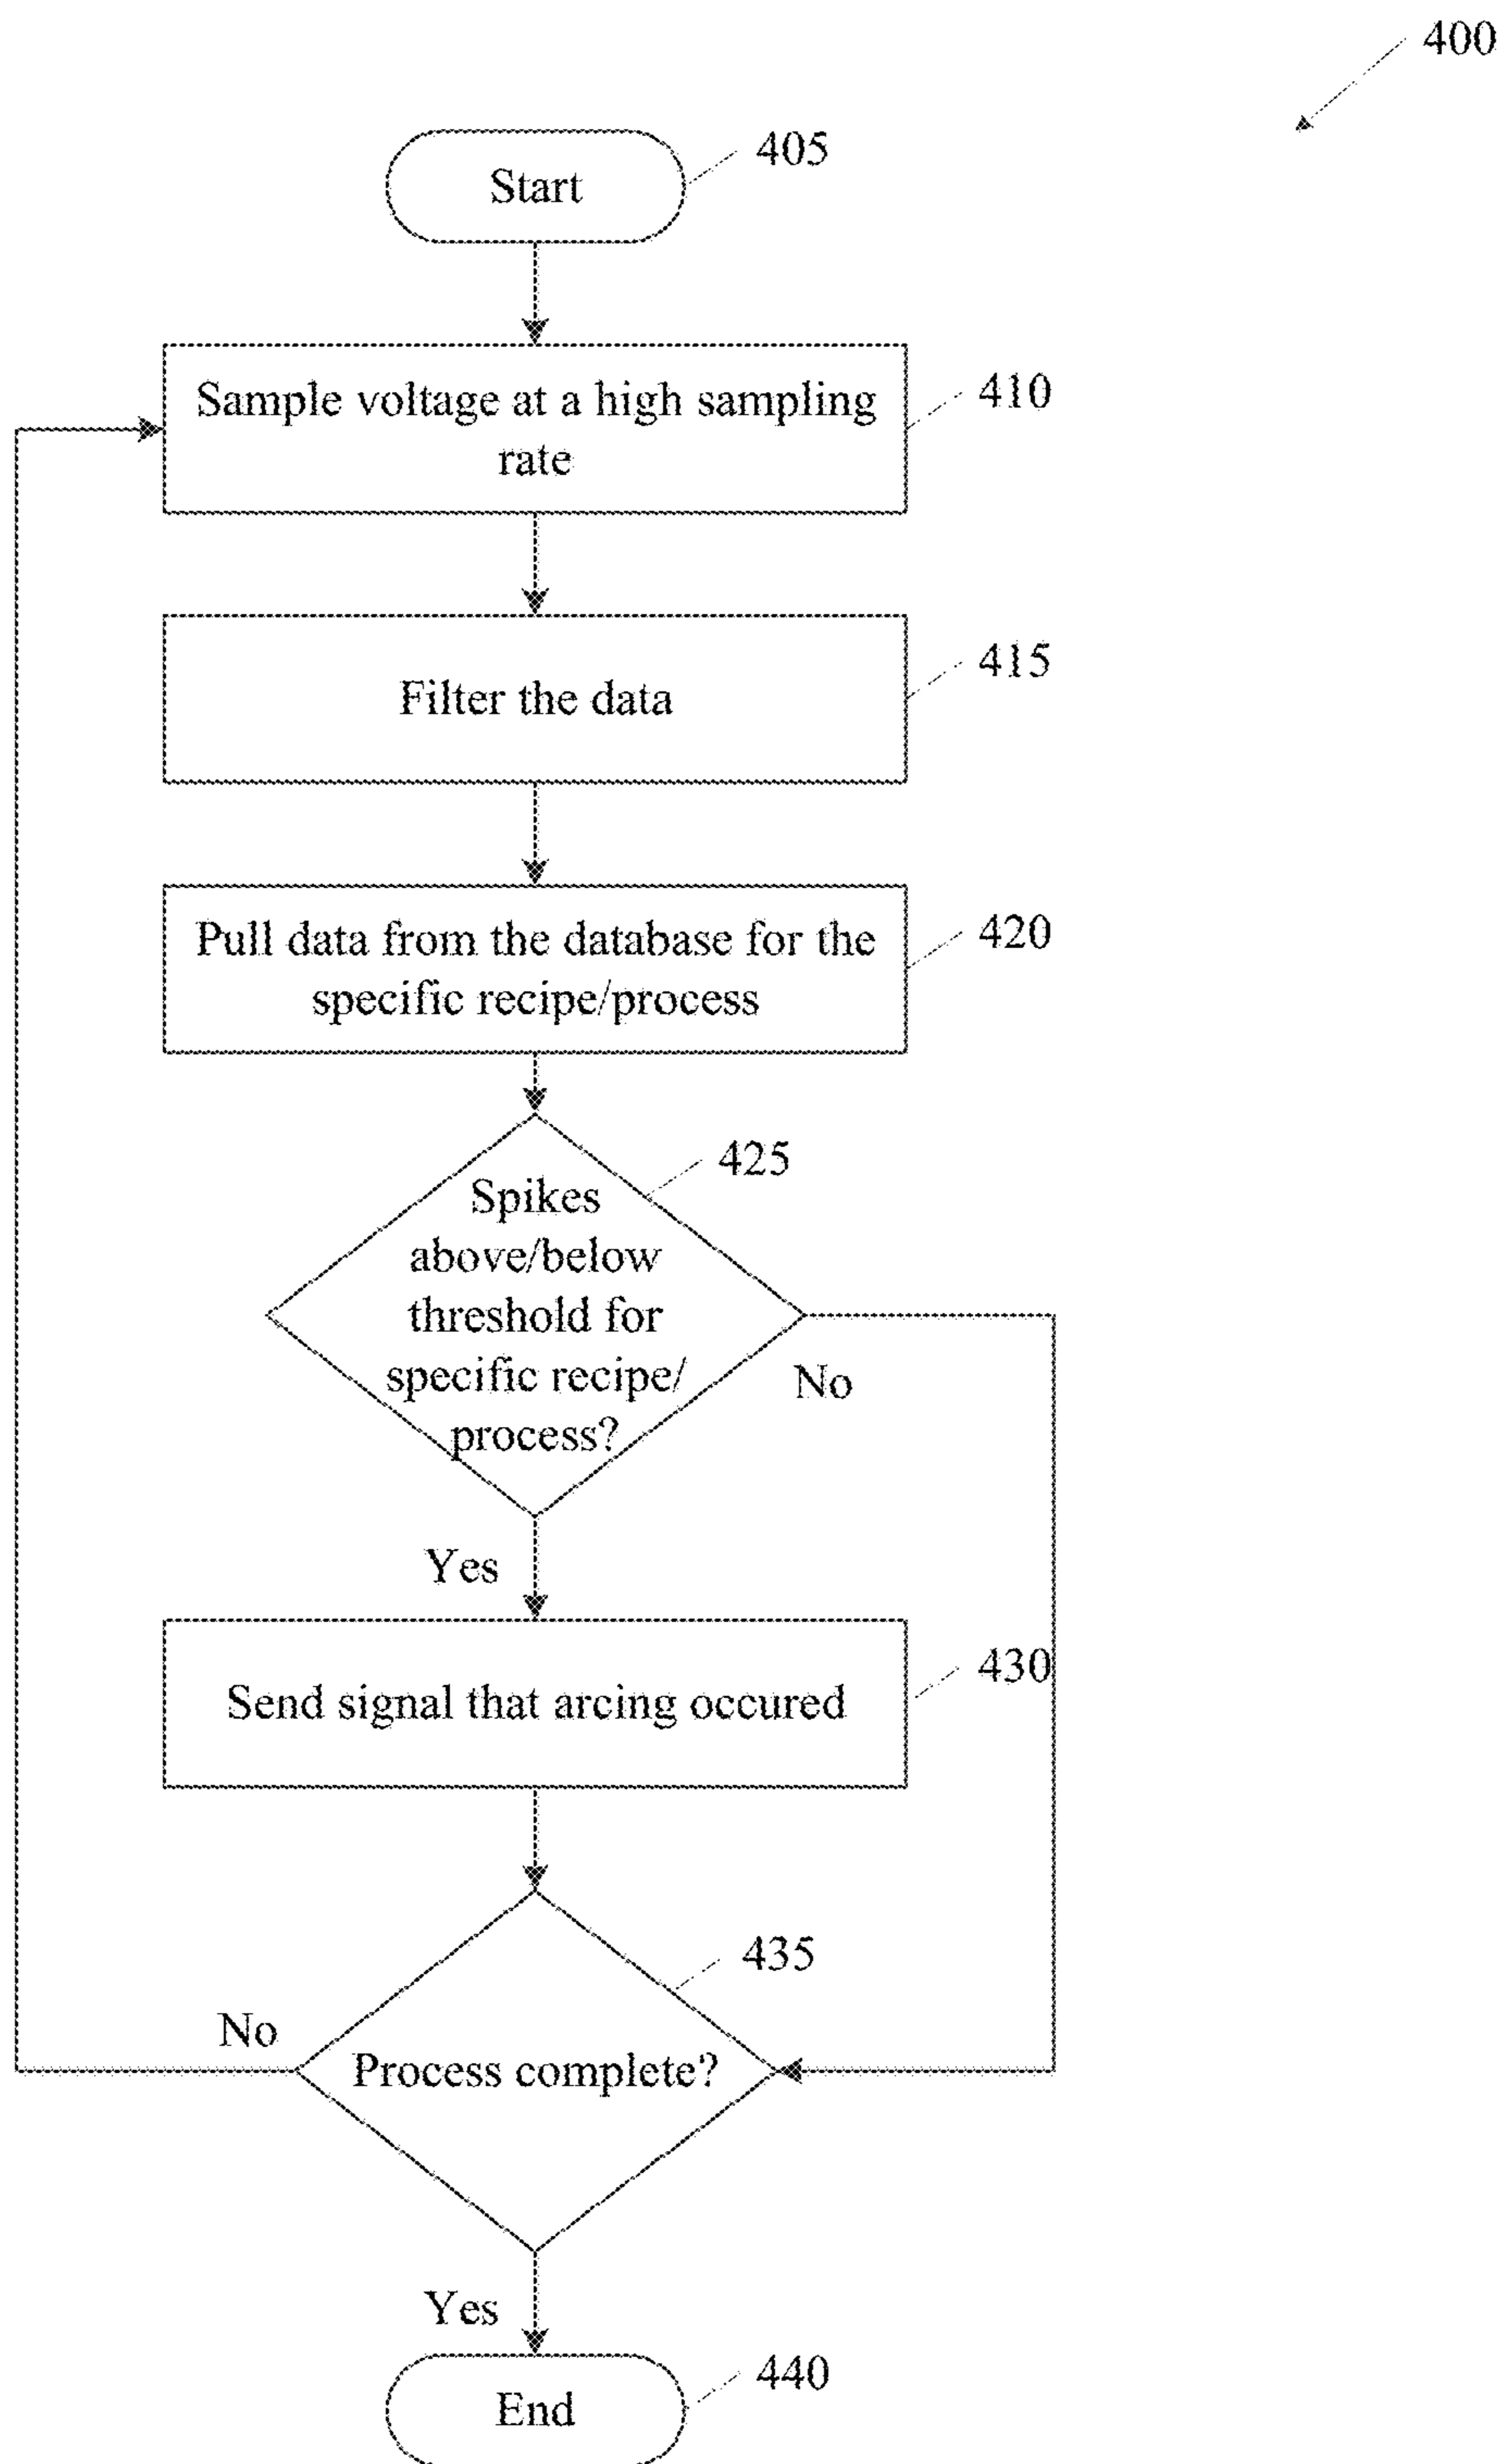 400
Start
405
Sample voltage at a high sampling
rate
410
Filter the data
415
Pull data from the database for the
specific recipe/process
420
425
Spikes
above/below
threshold for
specific recipe/
process?
No
Yes
Send signal that arcing occured
430
435
No
Process complete?
Yes
End
440